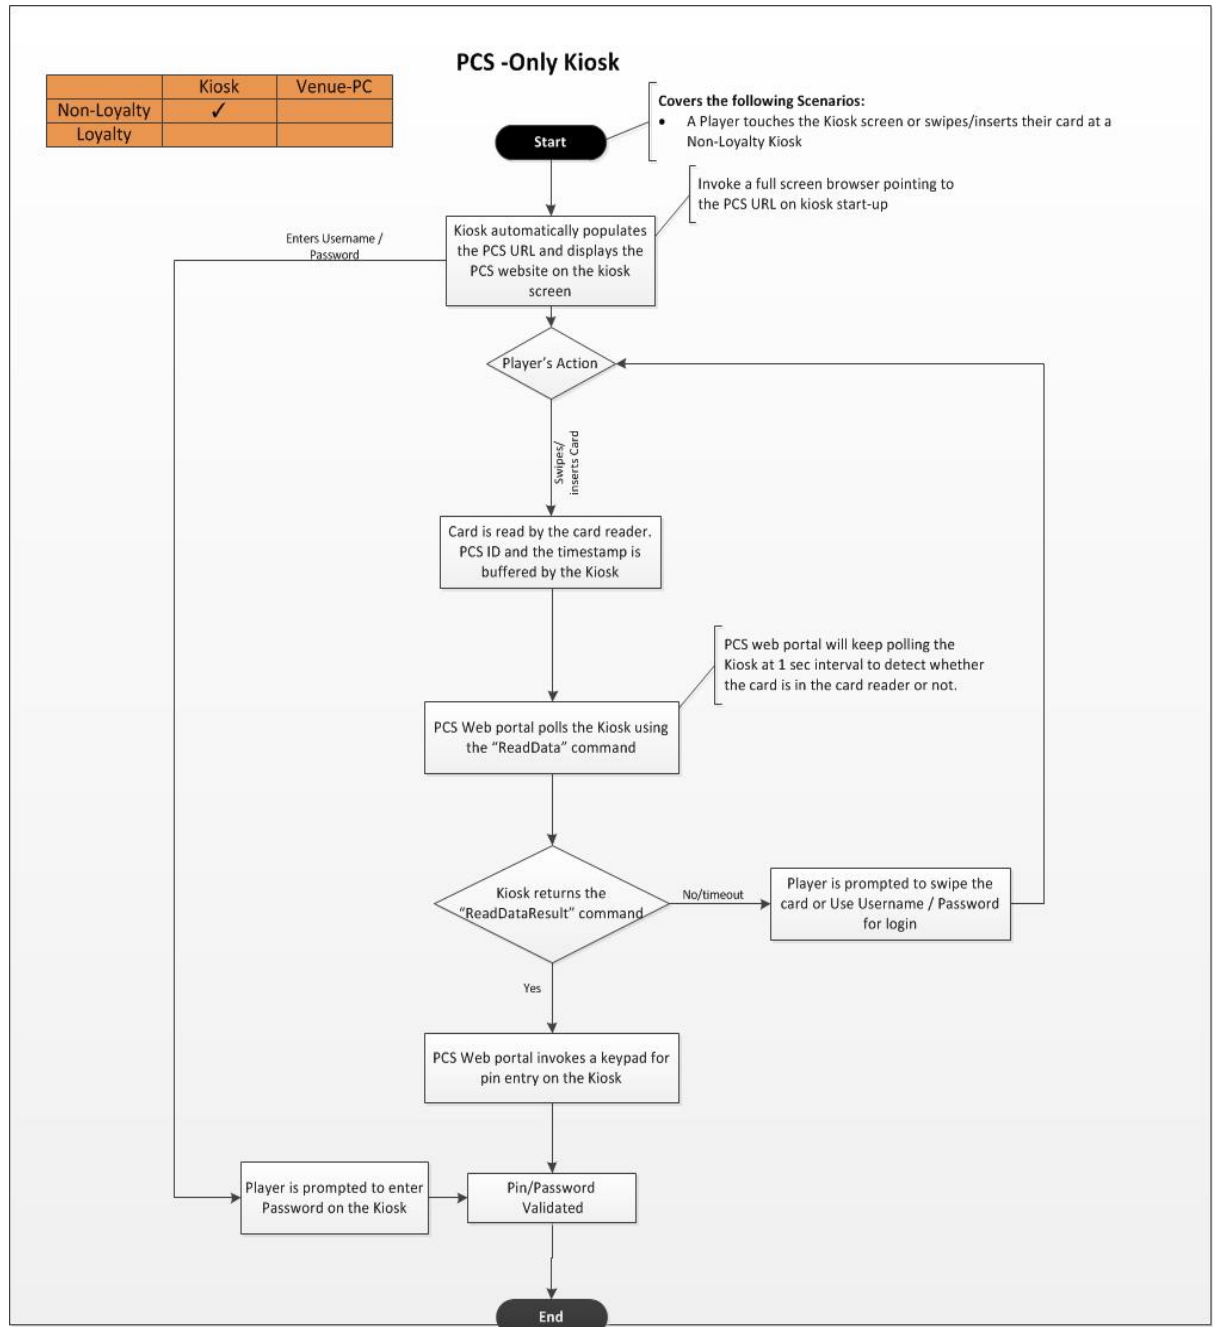 PCS -Only Kiosk
Kiosk Venue-PC
Non-Loyalty ✓
Loyalty
Covers the following Scenarios:
• A Player touches the Kiosk screen or swipes/inserts their card at a
Non-Loyalty Kiosk
Start
Invoke a full screen browser pointing to
the PCS URL on kiosk start-up
Kiosk automatically populates
the PCS URL and displays the
PCS website on the kiosk
screen
Enters Username /
Password
Player's Action
Swipes/
inserts Card
Card is read by the card reader.
PCS ID and the timestamp is
buffered by the Kiosk
PCS web portal will keep polling the
Kiosk at 1 sec interval to detect whether
the card is in the card reader or not.
PCS Web portal polls the Kiosk using
the “ReadData” command
Kiosk returns the
“ReadDataResult” command
No/timeout
Player is prompted to swipe the
card or Use Username / Password
for login
Yes
PCS Web portal invokes a keypad for
pin entry on the Kiosk
Player is prompted to enter
Password on the Kiosk
Pin/Password
Validated
End